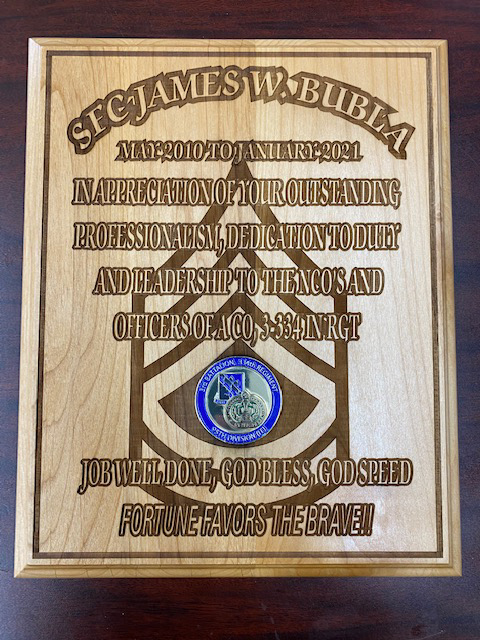 SFC JAMES W. BUBLA
MAY 2010 TO JANUARY 2021
IN APPRECIATION OF YOUR OUTSTANDING
PROFESSIONALISM, DEDICATION TO DUTY
AND LEADERSHIP TO THE NCO'S AND
OFFICERS OF A CO, 3-334 IN RGT
BATTALION
REGIMENT
JOB WELL DONE, GOD BLESS, GOD SPEED
FORTUNE FAVORS THE BRAVE!!